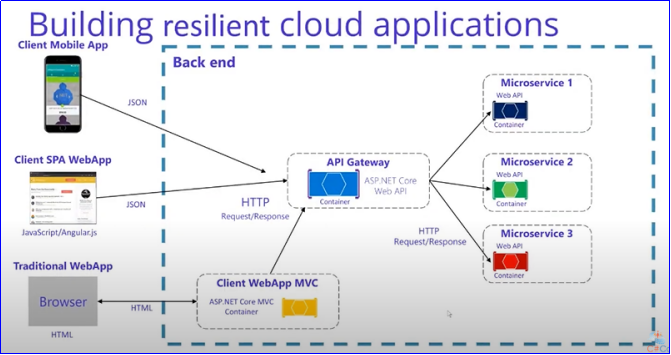 Building resilient cloud applications
Client Mobile App
Back end
JSON
Microservice 1
Web API
Container
Client SPA WebApp
JavaScript/Angular.js
JSON
API Gateway
ASP.NET Core
Web API
Container
HTTP
Request/Response
Microservice 2
Web API
Container
HTTP
Request/Response
Microservice 3
Web API
Container
Traditional WebApp
Browser
HTML
HTML
Client WebApp MVC
ASP.NET Core MVC
Container